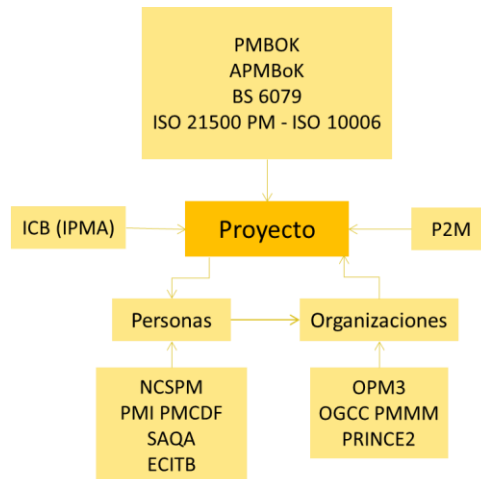 PMBOK
APMBoK
BS 6079
ISO 21500 PM - ISO 10006
ICB (IPMA)
Proyecto
P2M
Personas
Organizaciones
NCSPM
PMI PMCDF
SAQA
ECITB
OPM3
OGCC PMMM
PRINCE2